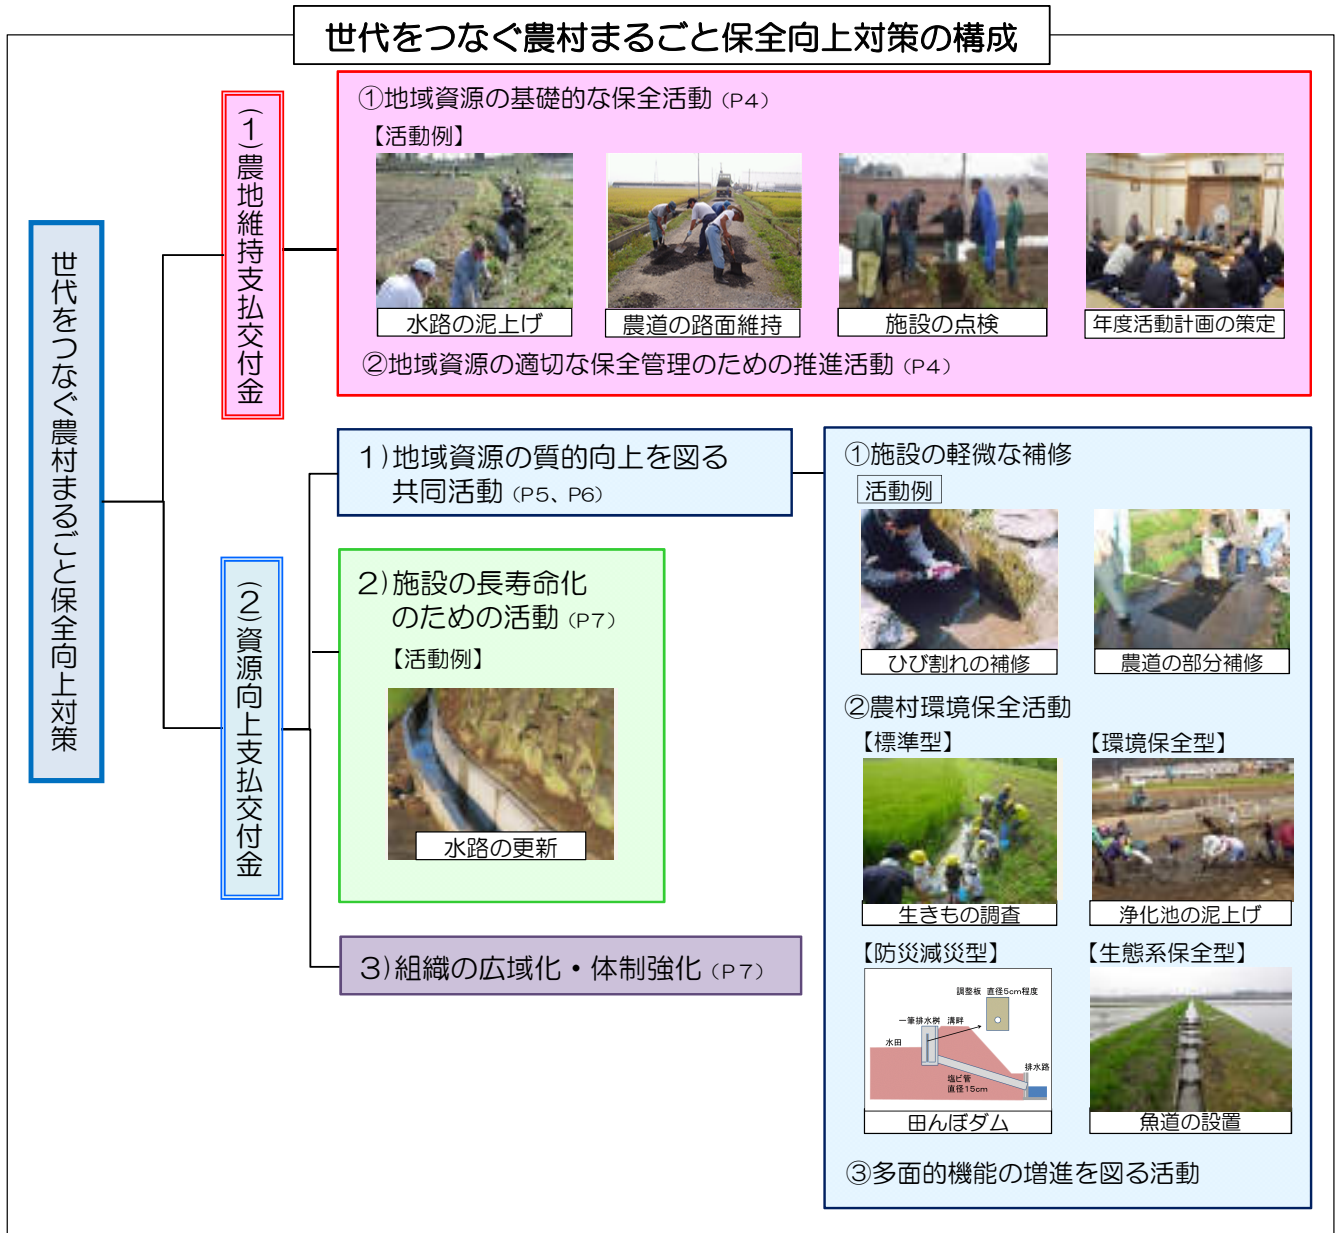 世代をつなぐ農村まるごと保全向上対策の構成
世代をつなぐ農村まるごと保全向上対策
(1)農地維持支払交付金
①地域資源の基礎的な保全活動(P4)
【活動例】
水路の泥上げ
農道の路面維持
施設の点検
年度活動計画の策定
②地域資源の適切な保全管理のための推進活動(P4)
(2)資源向上支払交付金
1)地域資源の質的向上を図る
共同活動(P5、P6)
2)施設の長寿命化
のための活動(P7)
【活動例】
水路の更新
3)組織の広域化・体制強化(P7)
①施設の軽微な補修
活動例
ひび割れの補修
農道の部分補修
②農村環境保全活動
【標準型】
【環境保全型】
生きもの調査
浄化池の泥上げ
【防災減災型】
【生態系保全型】
調整板 直径5cm程度
一筆排水桝 溝畔
水田
排水路
塩ビ管
直径15cm
田んぼダム
魚道の設置
③多面的機能の増進を図る活動